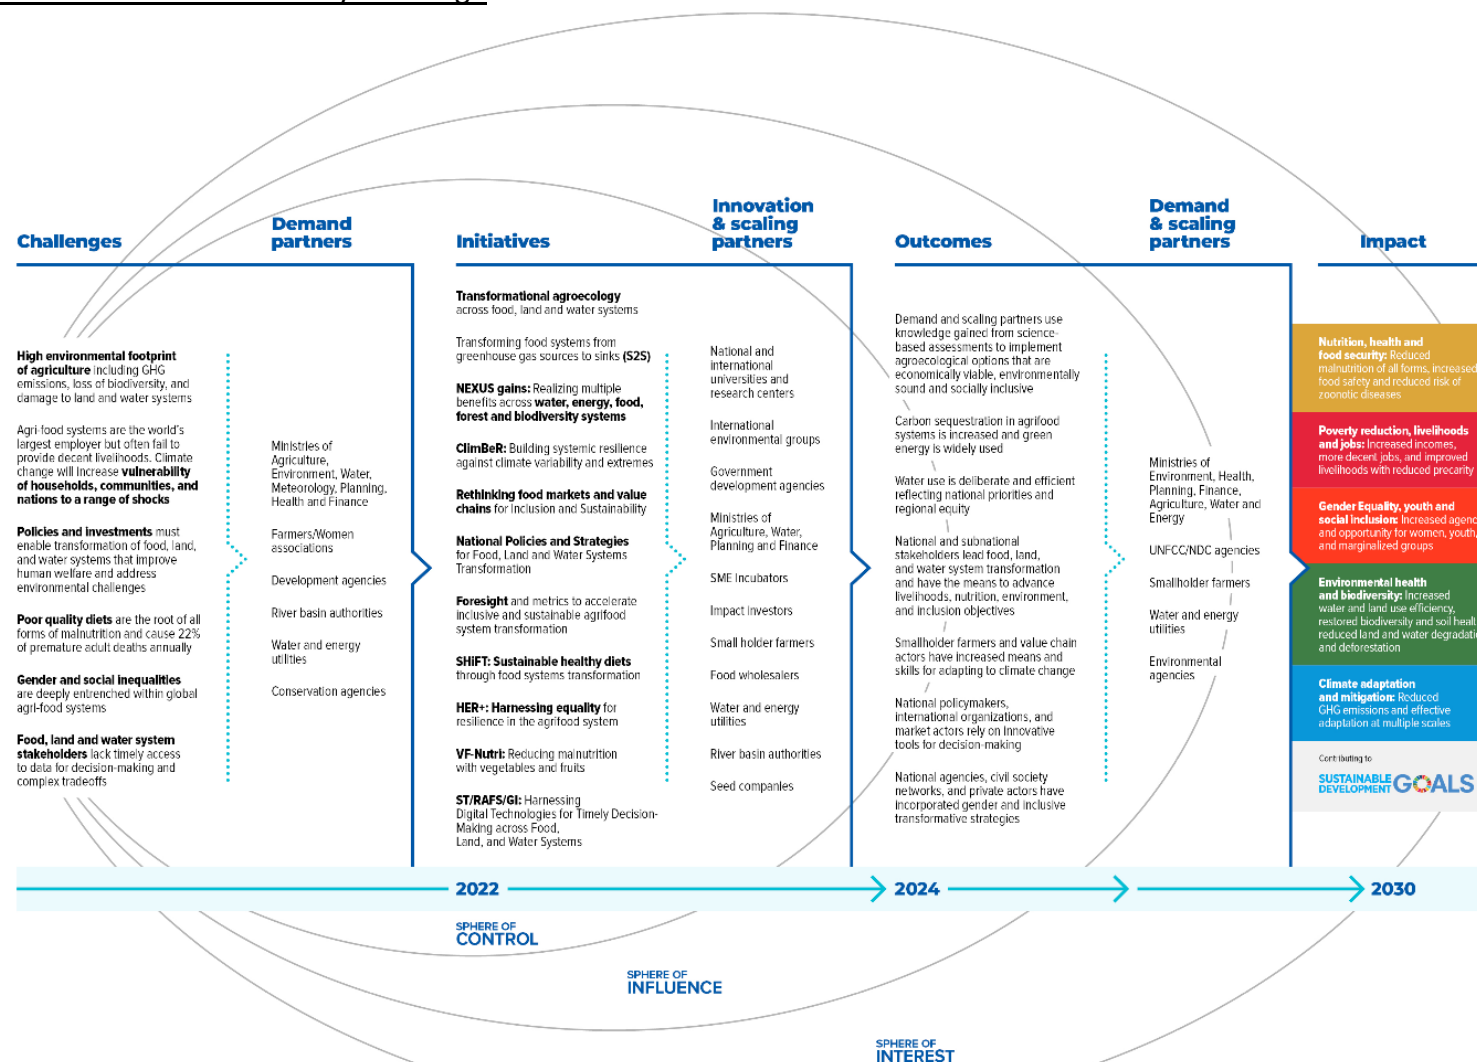 Challenges
High environmental footprint
of agriculture including GHG
emissions, loss of biodiversity, and
damage to land and water systems
Agri-food systems are the world's
largest employer but often fail to
provide decent livelihoods. Climate
change will increase vulnerability
of households, communities, and
nations to a range of shocks
Policies and investments must
enable transformation of food, land,
and water systems that improve
human welfare and address
environmental challenges
Poor quality diets are the root of all
forms of malnutrition and cause 22%
of premature adult deaths annually
Gender and social inequalities
are deeply entrenched within global
agri-food systems
Food, land and water system
stakeholders lack timely access
to data for decision-making and
complex tradeoffs
Demand
partners
Ministries of
Agriculture,
Environment, Water,
Meteorology, Planning,
Health and Finance
Farmers/Women
associations
Development agencies
River basin authorities
Water and energy
utilities
Conservation agencies
Initiatives
Transformational agroecology
across food, land and water systems
Transforming food systems from
greenhouse gas sources to sinks (S2S)
NEXUS gains: Realizing multiple
benefits across water, energy, food,
forest and biodiversity systems
ClimBeR: Building systemic resilience
against climate variability and extremes
Rethinking food markets and value
chains for Inclusion and Sustainability
National Policies and Strategies
for Food, Land and Water Systems
Transformation
Foresight and metrics to accelerate
inclusive and sustainable agrifood
system transformation
SHiFT: Sustainable healthy diets
through food systems transformation
HER+: Harnessing equality for
resilience in the agrifood system
VF-Nutri: Reducing malnutrition
with vegetables and fruits
ST/RAFS/GI: Harnessing
Digital Technologies for Timely Decision-
Making across Food,
Land, and Water Systems
Innovation
& scaling
partners
National and
international
universities and
research centers
International
environmental groups
Government
development agencies
Ministries of
Agriculture, Water,
Planning and Finance
SME Incubators
Impact investors
Small holder farmers
Food wholesalers
Water and energy
utilities
River basin authorities
Seed companies
Outcomes
Demand and scaling partners use
knowledge gained from science-
based assessments to implement
agroecological options that are
economically viable, environmentally
sound and socially inclusive
Carbon sequestration in agrifood
systems is increased and green
energy is widely used
Water use is deliberate and efficient
reflecting national priorities and
regional equity
National and subnational
stakeholders lead food, land,
and water system transformation
and have the means to advance
livelihoods, nutrition, environment,
and inclusion objectives
Smallholder farmers and value chain
actors have increased means and
skills for adapting to climate change
National policymakers,
international organizations, and
market actors rely on innovative
tools for decision-making
National agencies, civil society
networks, and private actors have
incorporated gender and inclusive
transformative strategies
Demand
& scaling
partners
Ministries of
Environment, Health,
Planning, Finance,
Agriculture, Water and
Energy
UNFCC/NDC agencies
Smallholder farmers
Water and energy
utilities
Environmental
agencies
Impact
Nutrition, health and
food security: Reduced
malnutrition of all forms, increased
food safety and reduced risk of
zoonotic diseases
Poverty reduction, livelihoods
and jobs: Increased incomes,
more decent jobs, and improved
livelihoods with reduced precarity
Gender Equality, youth and
social inclusion: Increased agenc
and opportunity for women, youth,
and marginalized groups
Environmental health
and biodiversity: Increased
water and land use efficiency,
restored biodiversity and soil healt
reduced land and water degradatio
and deforestation
Climate adaptation
and mitigation: Reduced
GHG emissions and effective
adaptation at multiple scales
Contributing to
SUSTAINABLE
DEVELOPMENT GOALS
2022
2024
2030
SPHERE OF
CONTROL
SPHERE OF
INFLUENCE
SPHERE OF
INTEREST